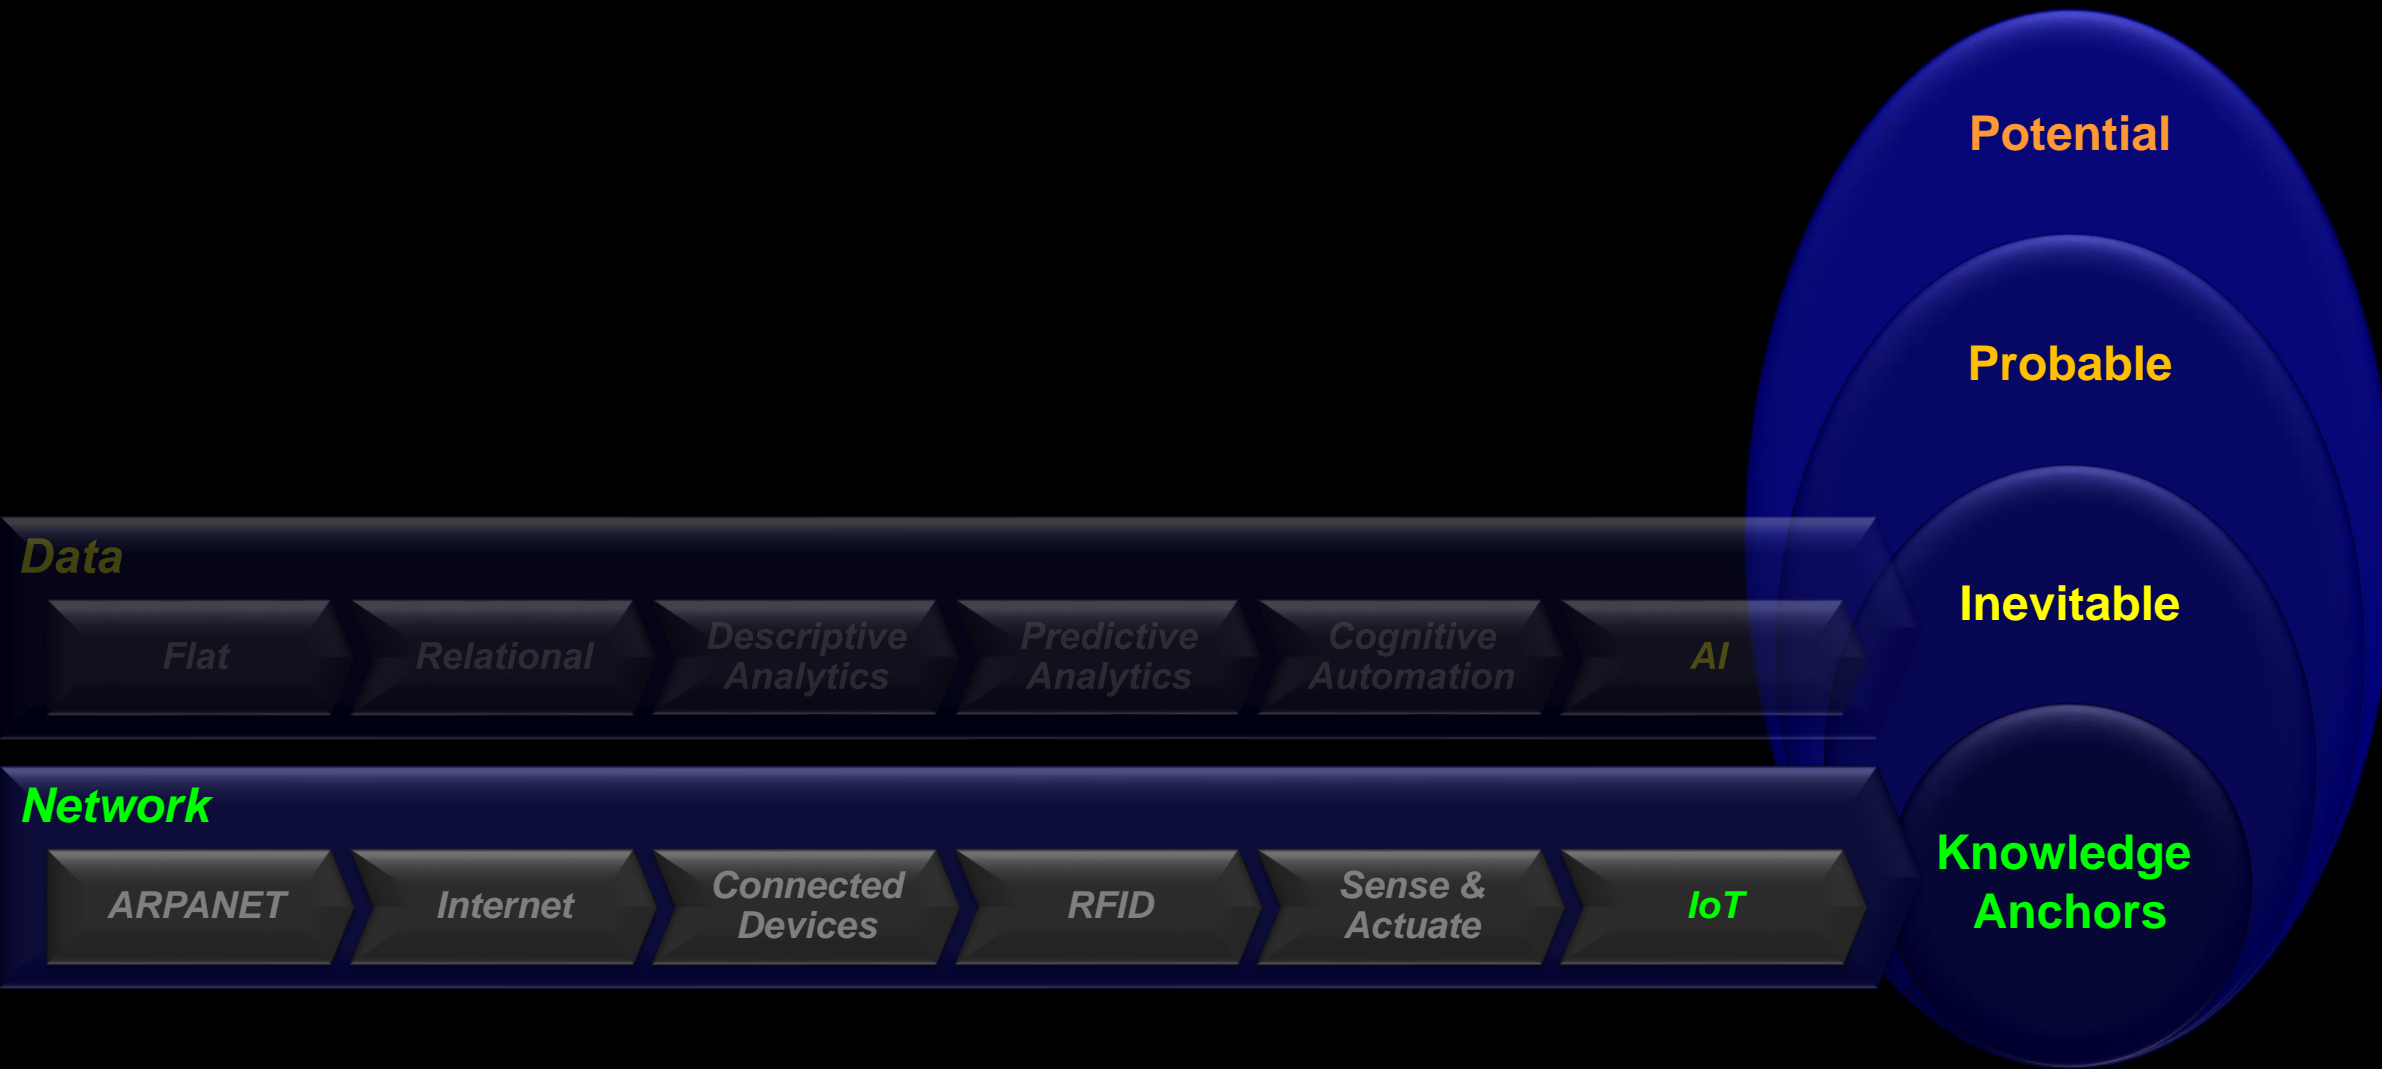 Potential
Probable
Inevitable
Knowledge
Anchors
Data
Flat
Relational
Descriptive
Analytics
Predictive
Analytics
Cognitive
Automation
AI
Network
ARPANET
Internet
Connected
Devices
RFID
Sense &
Actuate
IoT